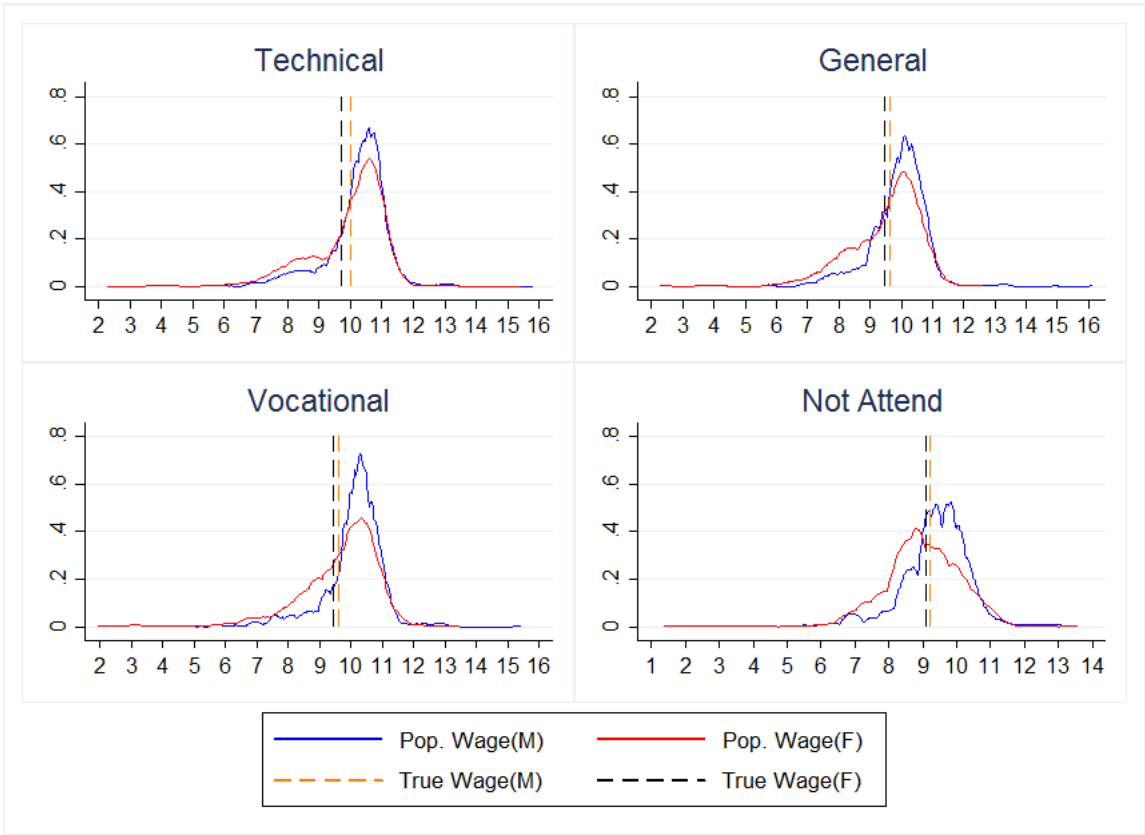 Technical
.8
.6
.4
.2
0
2 3 4 5 6 7 8 9 10 11 12 13 14 15 16
General
.8
.6
.4
.2
0
2 3 4 5 6 7 8 9 10 11 12 13 14 15 16
Vocational
.8
.6
.4
.2
0
2 3 4 5 6 7 8 9 10 11 12 13 14 15 16
Not Attend
.8
.6
.4
.2
0
1 2 3 4 5 6 7 8 9 10 11 12 13 14
Pop. Wage(M) Pop. Wage(F)
True Wage(M) True Wage(F)